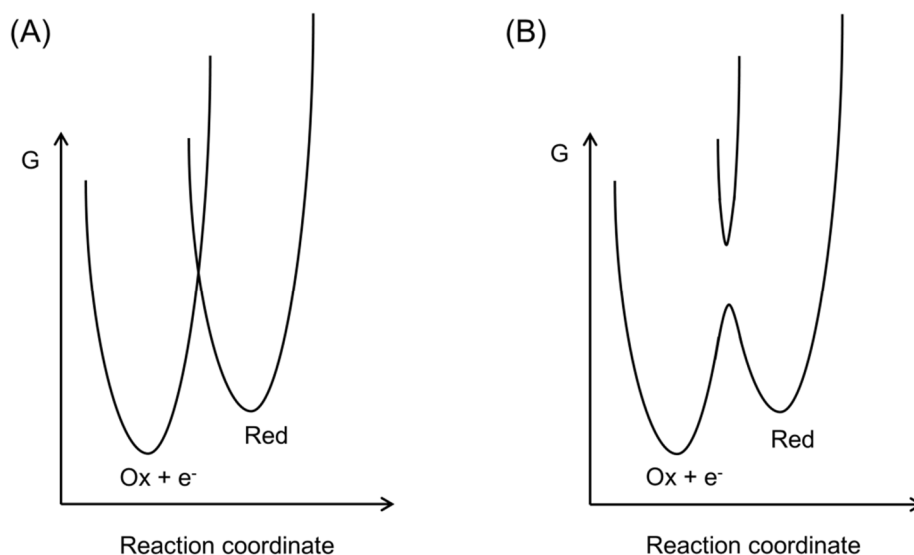 (A)
G
Ox + e-
Red
Reaction coordinate
(B)
G
Ox + e-
Red
Reaction coordinate